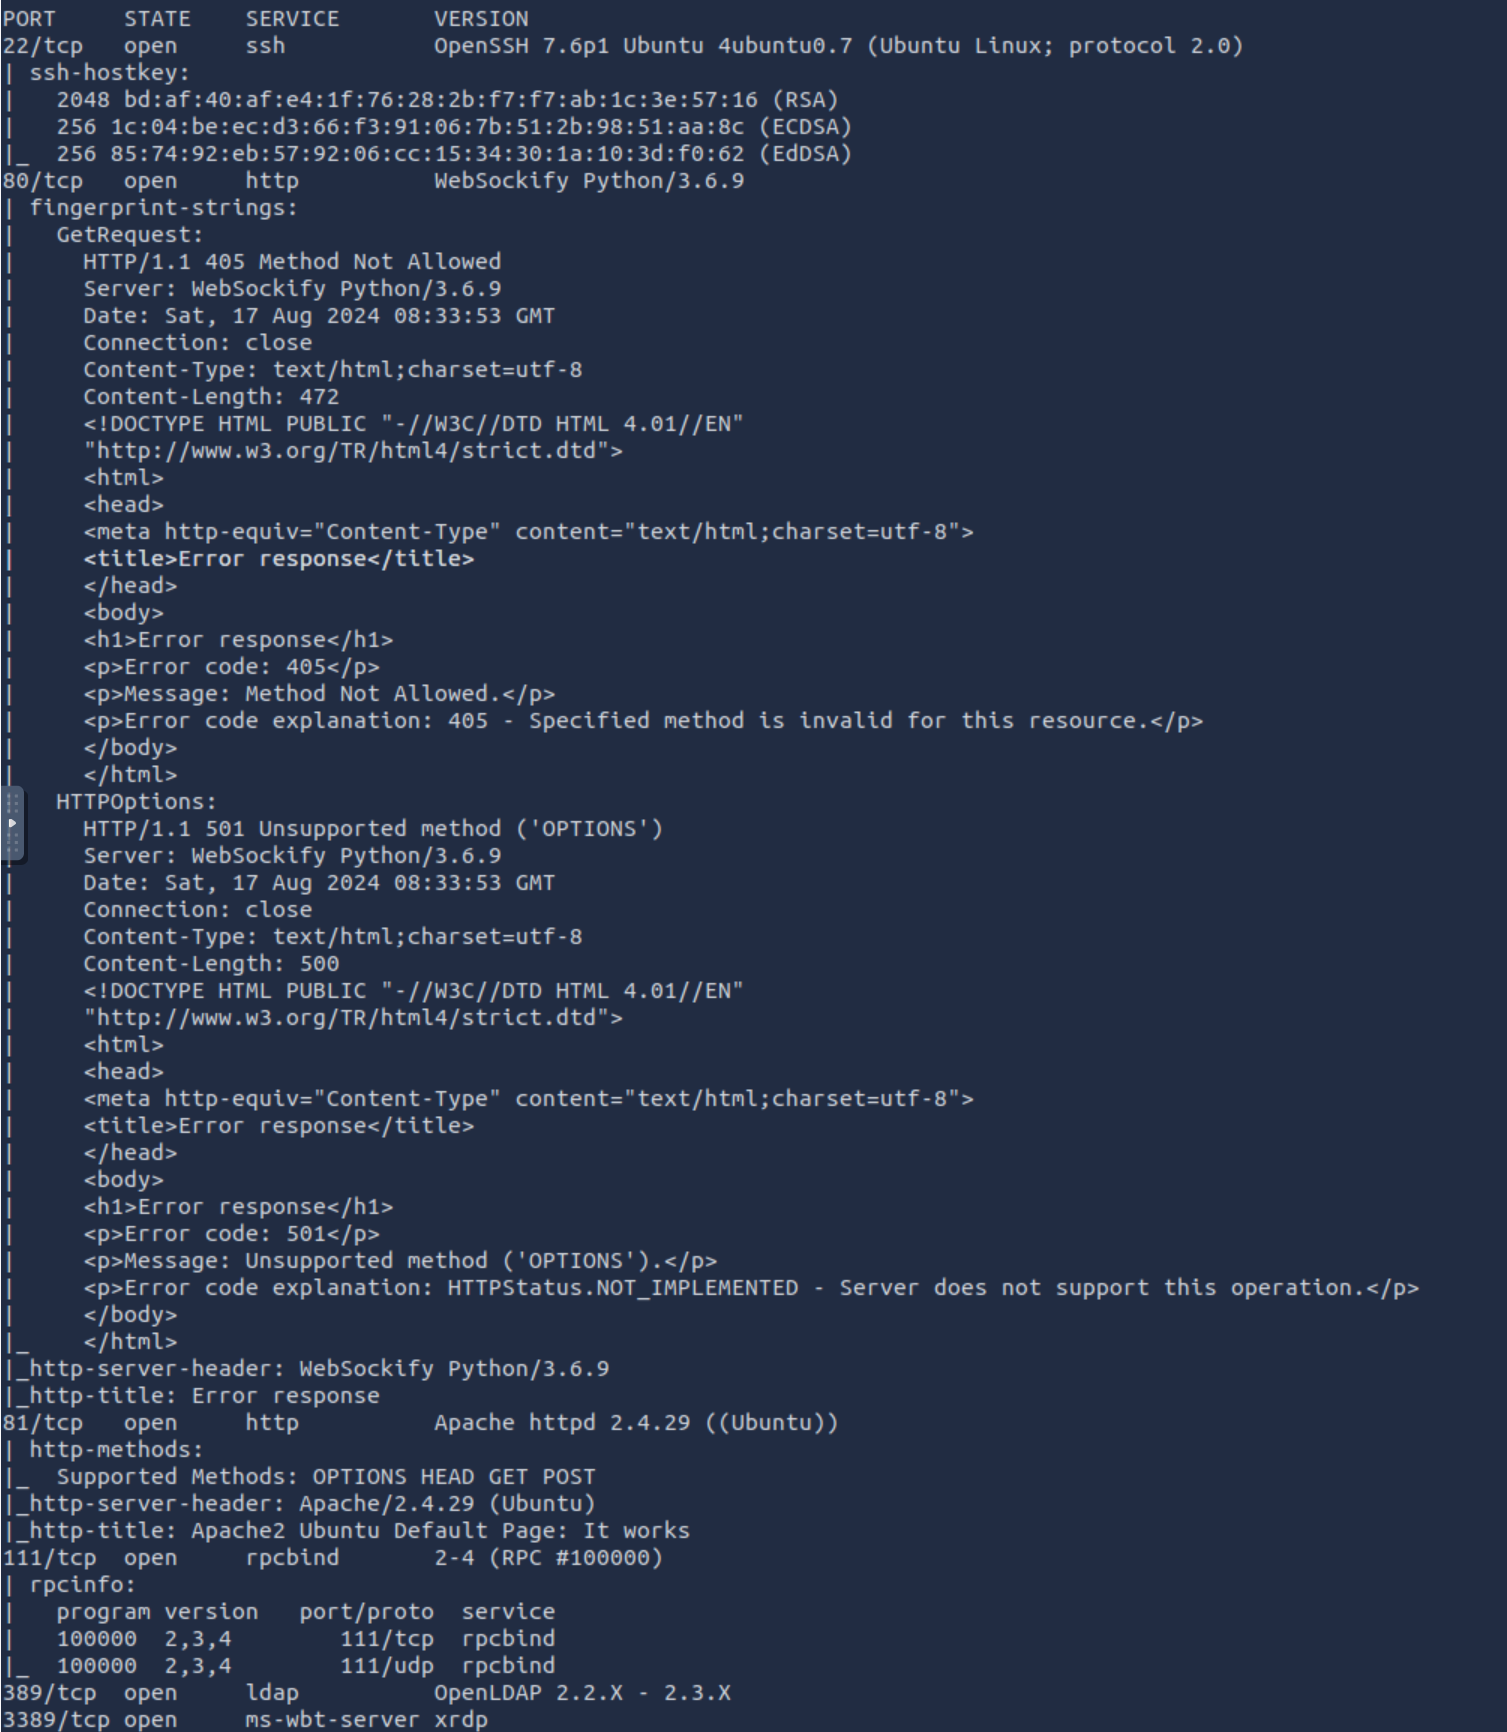 PORT     STATE    SERVICE       VERSION
22/tcp   open     ssh           OpenSSH 7.6p1 Ubuntu 4ubuntu0.7 (Ubuntu Linux; protocol 2.0)
| ssh-hostkey:
|   2048 bd:af:40:af:e4:1f:76:28:2b:f7:f7:ab:1c:3e:57:16 (RSA)
|   256 1c:04:be:ec:d3:66:f3:91:06:7b:51:2b:98:51:aa:8c (ECDSA)
|_  256 85:74:92:eb:57:92:06:cc:15:34:30:1a:10:3d:f0:62 (EdDSA)
80/tcp   open     http          WebSockify Python/3.6.9
| fingerprint-strings:
|   GetRequest:
|     HTTP/1.1 405 Method Not Allowed
|     Server: WebSockify Python/3.6.9
|     Date: Sat, 17 Aug 2024 08:33:53 GMT
|     Connection: close
|     Content-Type: text/html;charset=utf-8
|     Content-Length: 472
|     <!DOCTYPE HTML PUBLIC "-//W3C//DTD HTML 4.01//EN"
|     "http://www.w3.org/TR/html4/strict.dtd">
|     <html>
|     <head>
|     <meta http-equiv="Content-Type" content="text/html;charset=utf-8">
|     <title>Error response</title>
|     </head>
|     <body>
|     <h1>Error response</h1>
|     <p>Error code: 405</p>
|     <p>Message: Method Not Allowed.</p>
|     <p>Error code explanation: 405 - Specified method is invalid for this resource.</p>
|     </body>
|     </html>
    HTTPOptions:
      HTTP/1.1 501 Unsupported method ('OPTIONS')
|     Server: WebSockify Python/3.6.9
|     Date: Sat, 17 Aug 2024 08:33:53 GMT
|     Connection: close
|     Content-Type: text/html;charset=utf-8
|     Content-Length: 500
|     <!DOCTYPE HTML PUBLIC "-//W3C//DTD HTML 4.01//EN"
|     "http://www.w3.org/TR/html4/strict.dtd">
|     <html>
|     <head>
|     <meta http-equiv="Content-Type" content="text/html;charset=utf-8">
|     <title>Error response</title>
|     </head>
|     <body>
|     <h1>Error response</h1>
|     <p>Error code: 501</p>
|     <p>Message: Unsupported method ('OPTIONS').</p>
|     <p>Error code explanation: HTTPStatus.NOT_IMPLEMENTED - Server does not support this operation.</p>
|     </body>
|_    </html>
|_http-server-header: WebSockify Python/3.6.9
|_http-title: Error response
81/tcp   open     http          Apache httpd 2.4.29 ((Ubuntu))
| http-methods:
|_  Supported Methods: OPTIONS HEAD GET POST
|_http-server-header: Apache/2.4.29 (Ubuntu)
|_http-title: Apache2 Ubuntu Default Page: It works
111/tcp  open     rpcbind       2-4 (RPC #100000)
| rpcinfo:
|   program version   port/proto  service
|   100000  2,3,4        111/tcp  rpcbind
|_  100000  2,3,4        111/udp  rpcbind
389/tcp  open     ldap          OpenLDAP 2.2.X - 2.3.X
3389/tcp open     ms-wbt-server xrdp